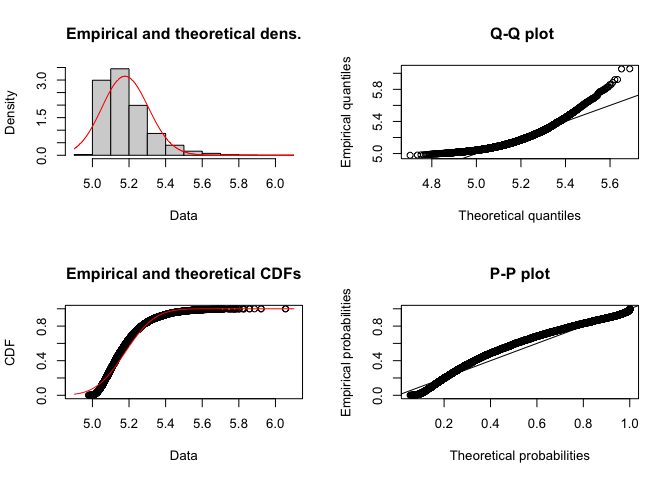 Empirical and theoretical dens.
Density
0.0 1.5 3.0
5.0 5.2 5.4 5.6 5.8 6.0
Data
Q-Q plot
Empirical quantiles
5.0 5.4 5.8
4.8 5.0 5.2 5.4 5.6
Theoretical quantiles
Empirical and theoretical CDFs
CDF
0.0 0.4 0.8
5.0 5.2 5.4 5.6 5.8 6.0
Data
P-P plot
Empirical probabilities
0.0 0.4 0.8
0.2 0.4 0.6 0.8 1.0
Theoretical probabilities